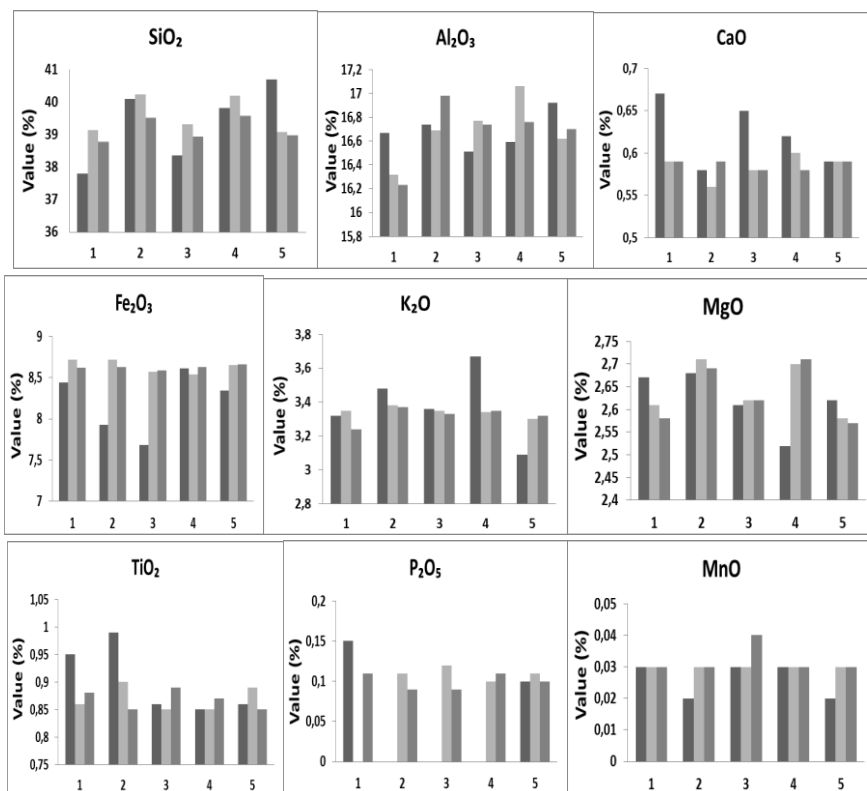 SiO₂
Value (%)
41
40
39
38
37
36
1 2 3 4 5
Al₂O₃
Value (%)
17,2
17
16,8
16,6
16,4
16,2
16
15,8
1 2 3 4 5
CaO
Value (%)
0,7
0,65
0,6
0,55
0,5
1 2 3 4 5
Fe₂O₃
Value (%)
9
8,5
8
7,5
7
1 2 3 4 5
K₂O
Value (%)
3,8
3,6
3,4
3,2
3
2,8
1 2 3 4 5
MgO
Value (%)
2,75
2,7
2,65
2,6
2,55
2,5
2,45
2,4
1 2 3 4 5
TiO₂
Value (%)
1,05
1
0,95
0,9
0,85
0,8
0,75
1 2 3 4 5
P₂O₅
Value (%)
0,2
0,15
0,1
0,05
0
1 2 3 4 5
MnO
Value (%)
0,05
0,04
0,03
0,02
0,01
0
1 2 3 4 5